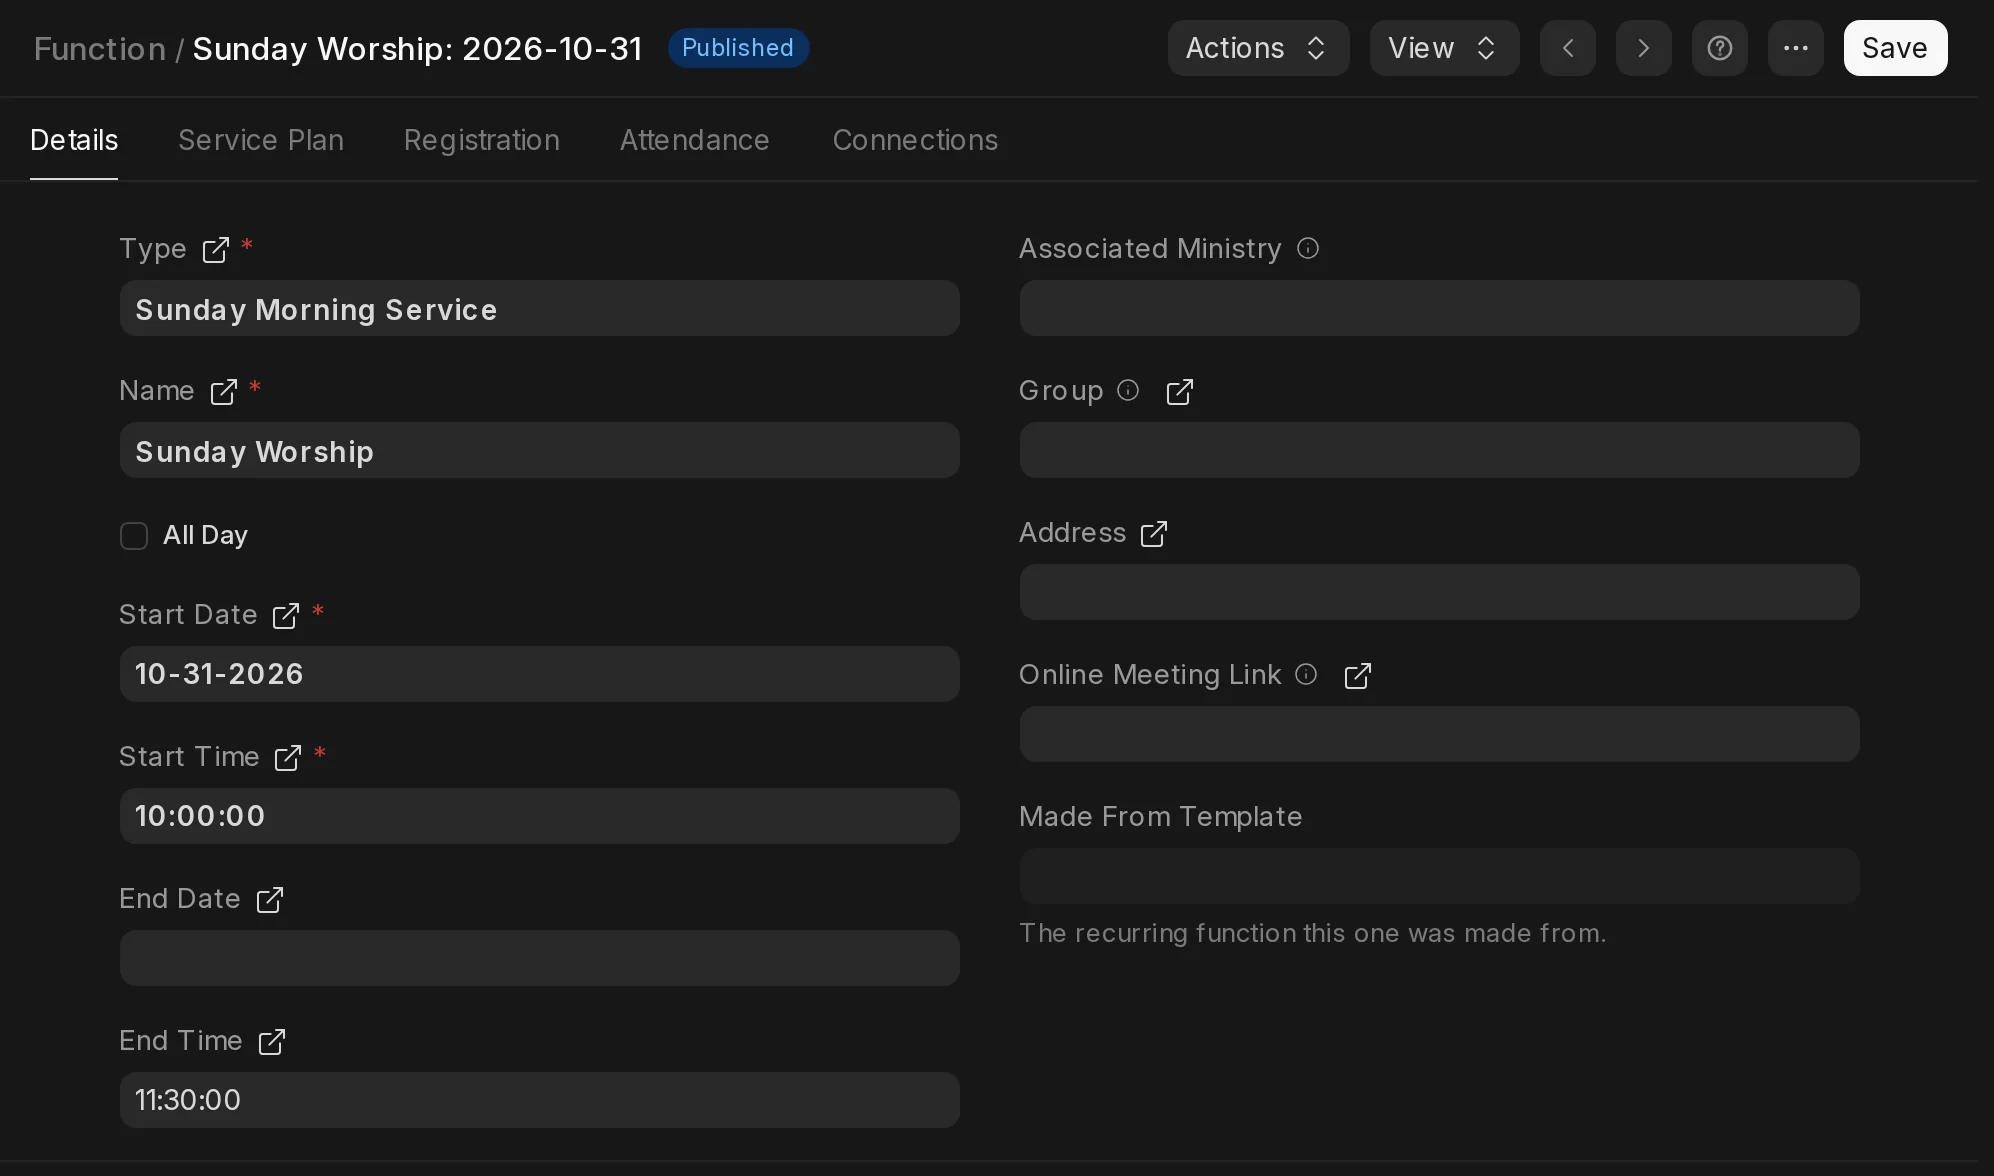 Function / Sunday Worship: 2026-10-31 Published Actions View Save
Details Service Plan Registration Attendance Connections
Type *
Sunday Morning Service
Name *
Sunday Worship
All Day
Start Date *
10-31-2026
Start Time *
10:00:00
End Date
End Time
11:30:00
Associated Ministry
Group
Address
Online Meeting Link
Made From Template
The recurring function this one was made from.